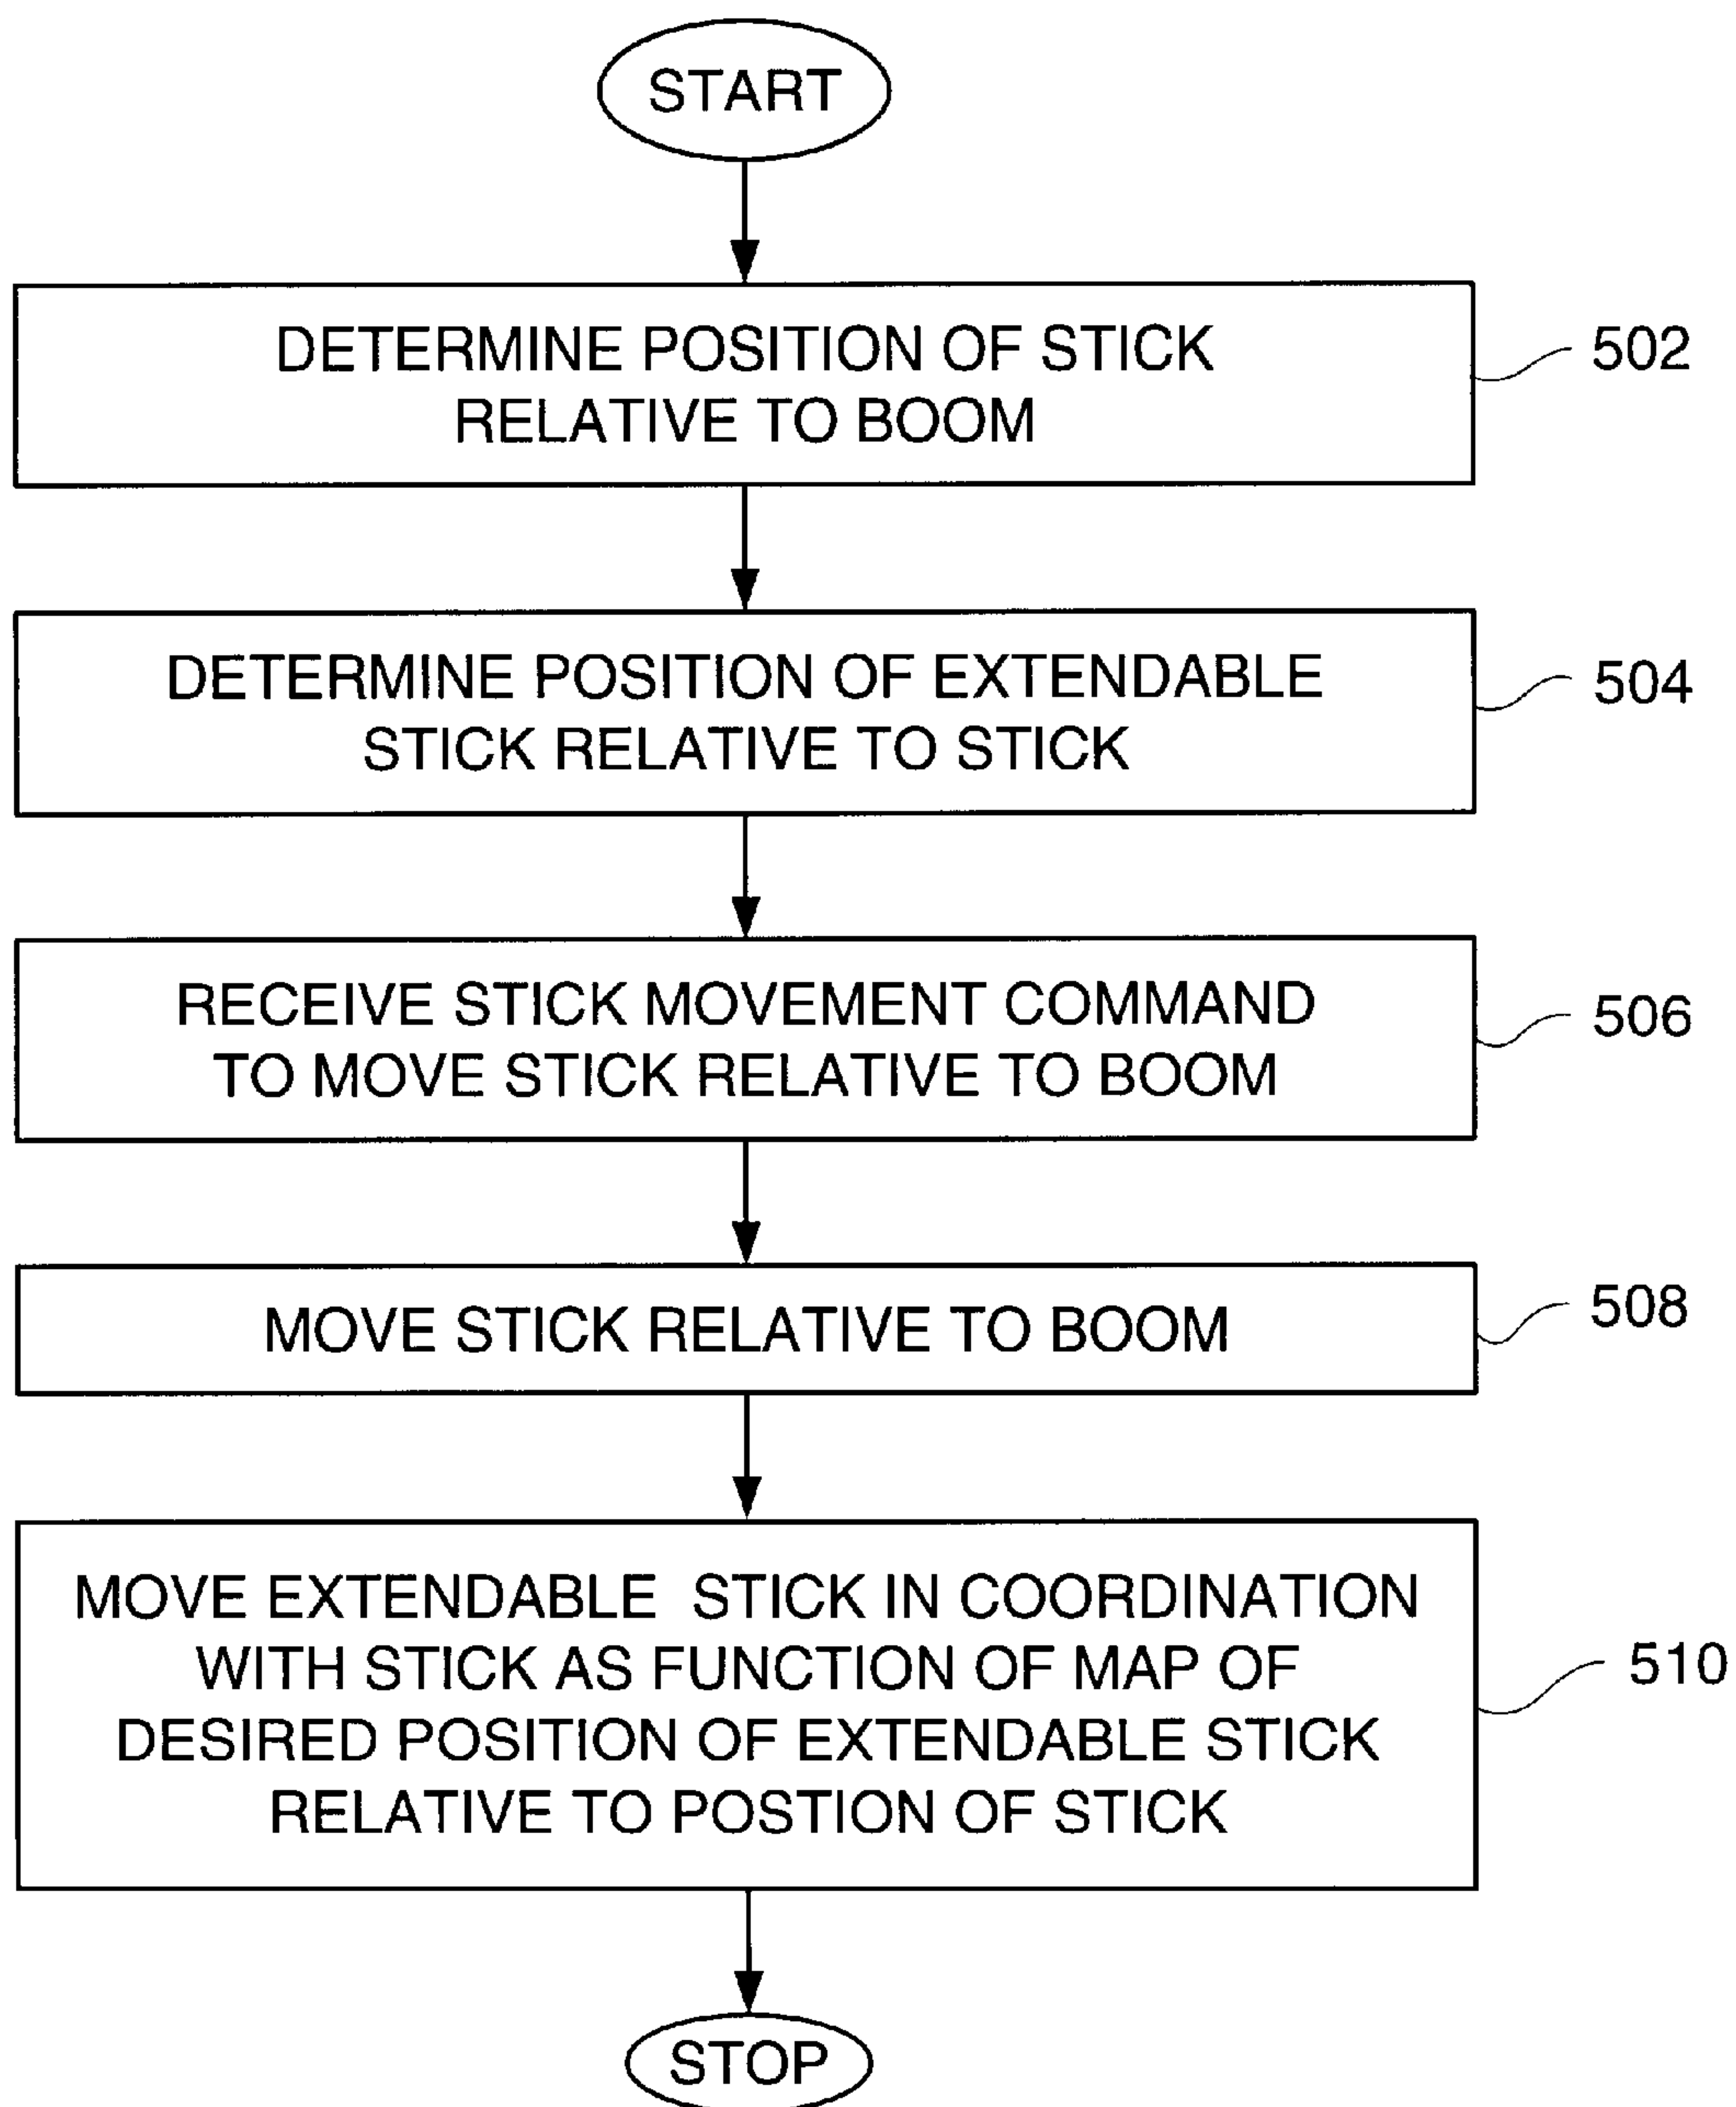 START
DETERMINE POSITION OF STICK
RELATIVE TO BOOM
502
DETERMINE POSITION OF EXTENDABLE
STICK RELATIVE TO STICK
504
RECEIVE STICK MOVEMENT COMMAND
TO MOVE STICK RELATIVE TO BOOM
506
MOVE STICK RELATIVE TO BOOM
508
MOVE EXTENDABLE STICK IN COORDINATION
WITH STICK AS FUNCTION OF MAP OF
DESIRED POSITION OF EXTENDABLE STICK
RELATIVE TO POSTION OF STICK
510
STOP